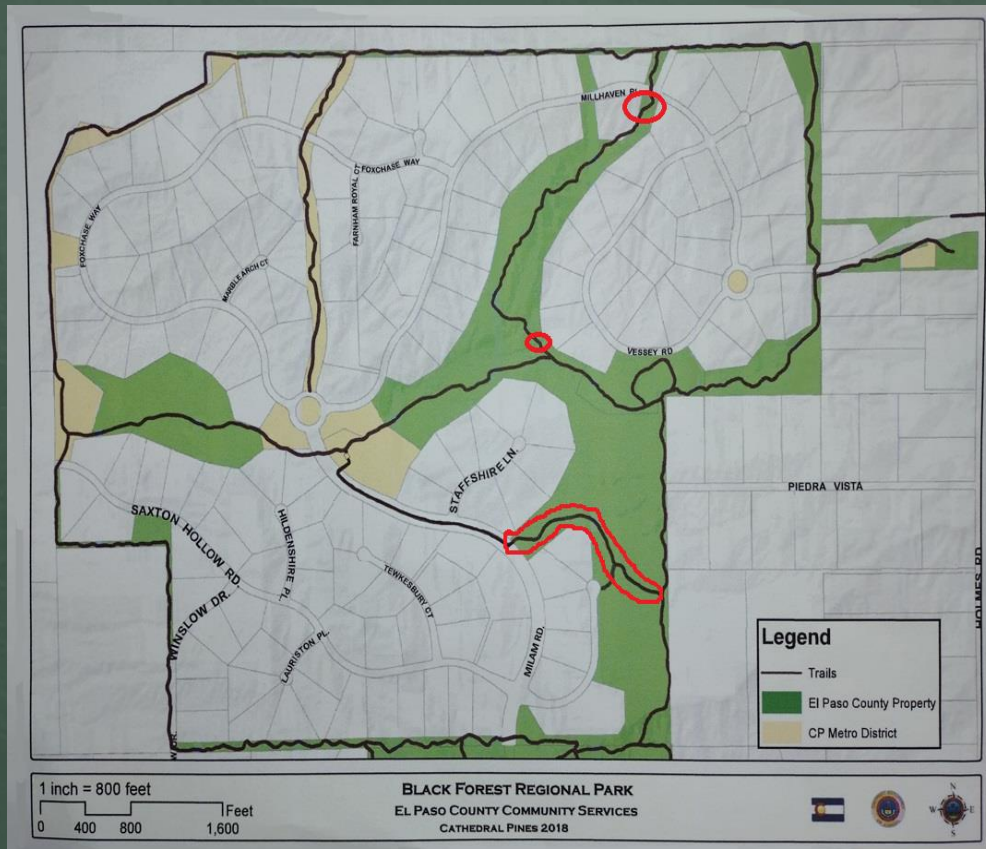 MILLHAVEN PL
FOXCHASE WAY
FARNHAM ROYAL CT
FOXCHASE WAY
MARBLE ARCH CT
VESSEY RD
STAFFSHIRE LN.
PIEDRA VISTA
SAXTON HOLLOW RD.
HILDENSHIRE PL.
TEWKESBURY CT
WINSLOW DR.
LAURISTON PL.
MILAM RD.
HOLMES RD
Legend
Trails
El Paso County Property
CP Metro District
1 inch = 800 feet
Feet
0 400 800 1,600
BLACK FOREST REGIONAL PARK
EL PASO COUNTY COMMUNITY SERVICES
CATHEDRAL PINES 2018
N
W E
S